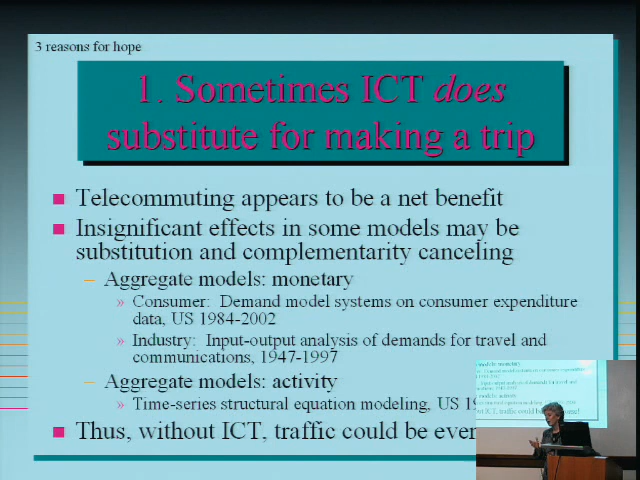 3 reasons for hope
1. Sometimes ICT does
substitute for making a trip
Telecommuting appears to be a net benefit
Insignificant effects in some models may be
substitution and complementarity canceling
– Aggregate models: monetary
» Consumer: Demand model systems on consumer expenditure
data, US 1984-2002
» Industry: Input-output analysis of demands for travel and
communications, 1947-1997
– Aggregate models: activity
» Time-series structural equation modeling, US 1
Thus, without ICT, traffic could be ever